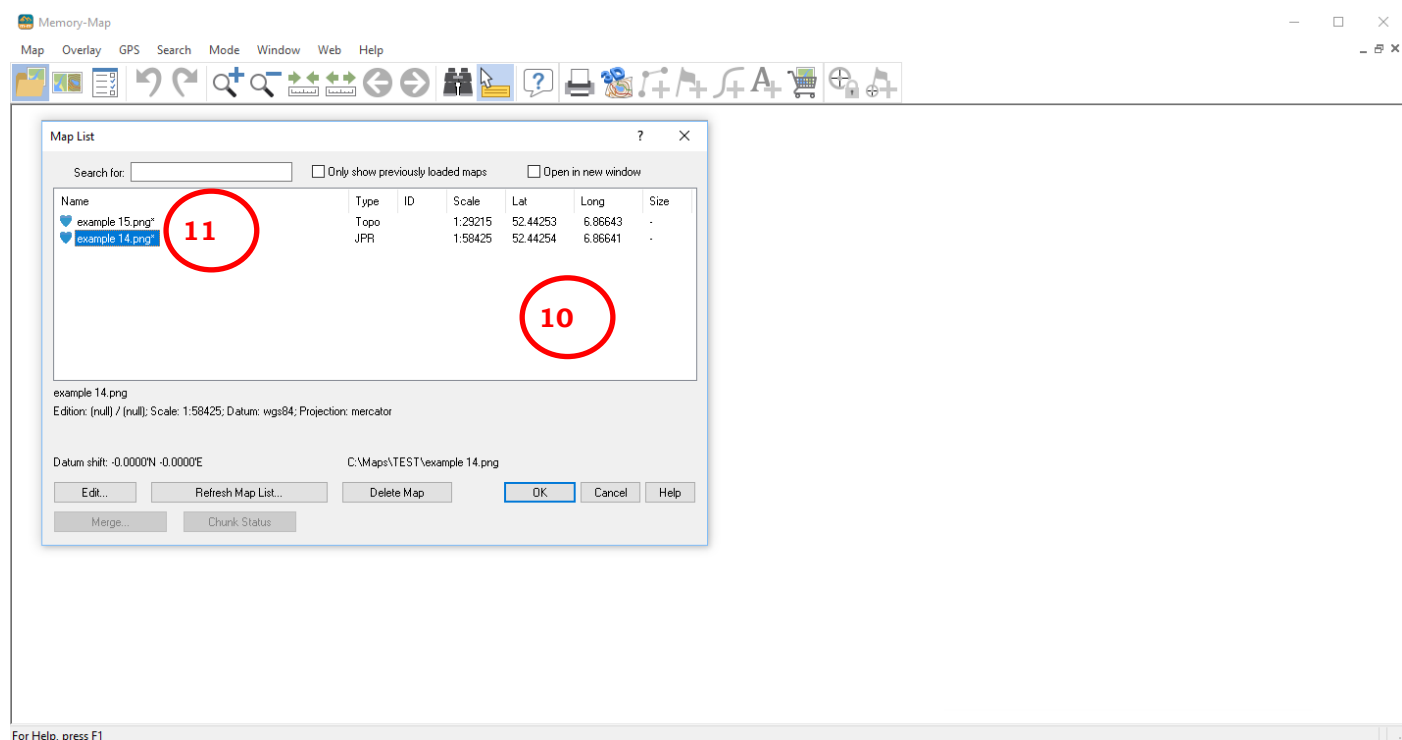 Memory-Map
Map Overlay GPS Search Mode Window Web Help
Map List
Search for: Only show previously loaded maps Open in new window
Name Type ID Scale Lat Long Size
example 15.png* Topo 1:29215 52.44253 6.86643 -
example 14.png* JPR 1:58425 52.44254 6.86641 -
11
10
example 14.png
Edition: (null) / (null); Scale: 1:58425; Datum: wgs84; Projection: mercator
Datum shift: -0.0000'N -0.0000'E C:\Maps\TEST\example 14.png
Edit... Refresh Map List... Delete Map OK Cancel Help
Merge... Chunk Status
For Help, press F1